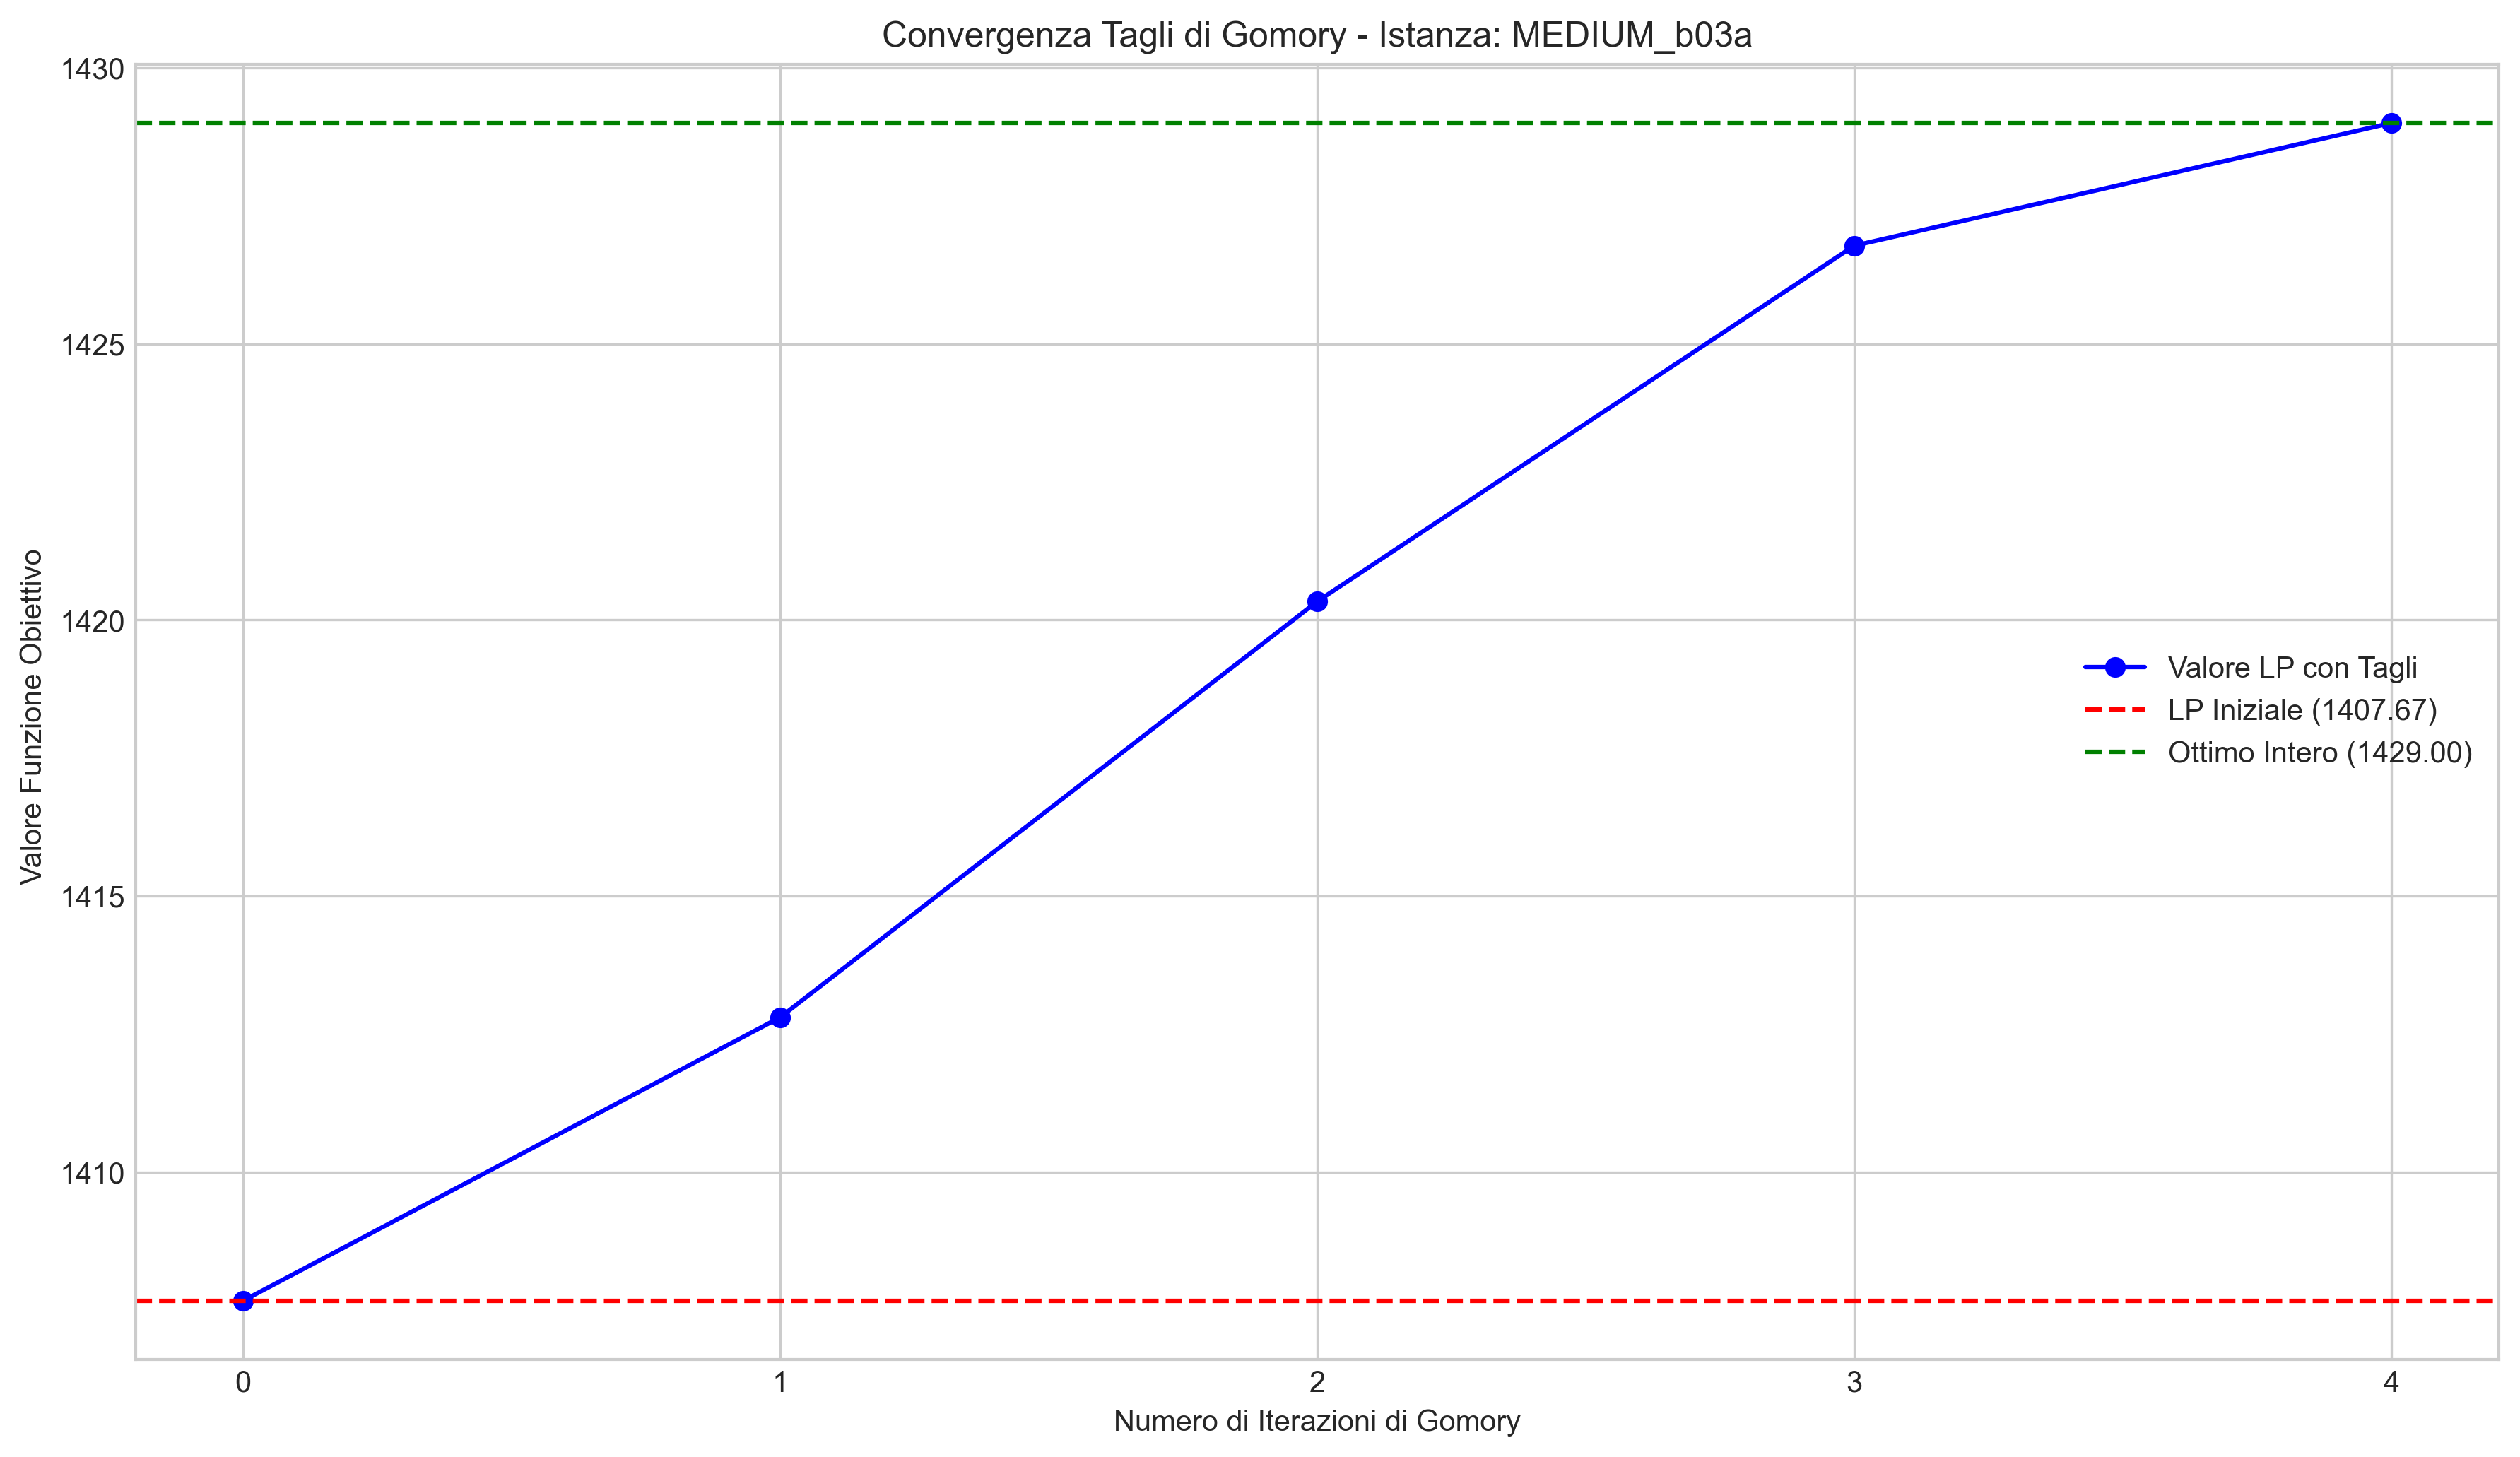 Convergenza Tagli di Gomory - Istanza: MEDIUM_b03a
Valore Funzione Obiettivo
1430
1425
1420
1415
1410
Valore LP con Tagli
LP Iniziale (1407.67)
Ottimo Intero (1429.00)
0 1 2 3 4
Numero di Iterazioni di Gomory